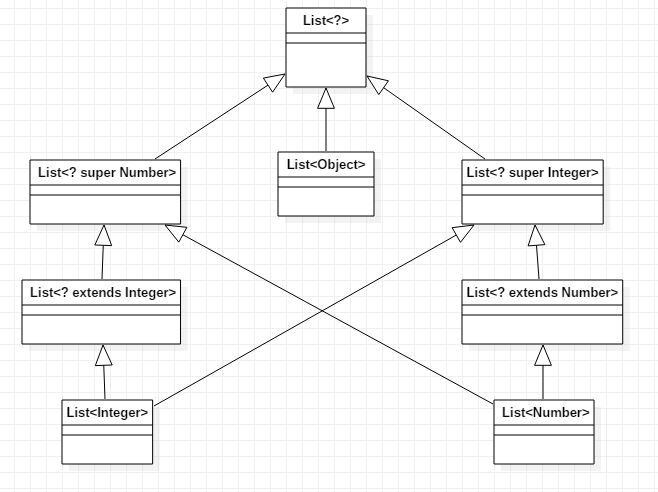 List<?>
List<? super Number>
List<Object>
List<? super Integer>
List<? extends Integer>
List<? extends Number>
List<Integer>
List<Number>